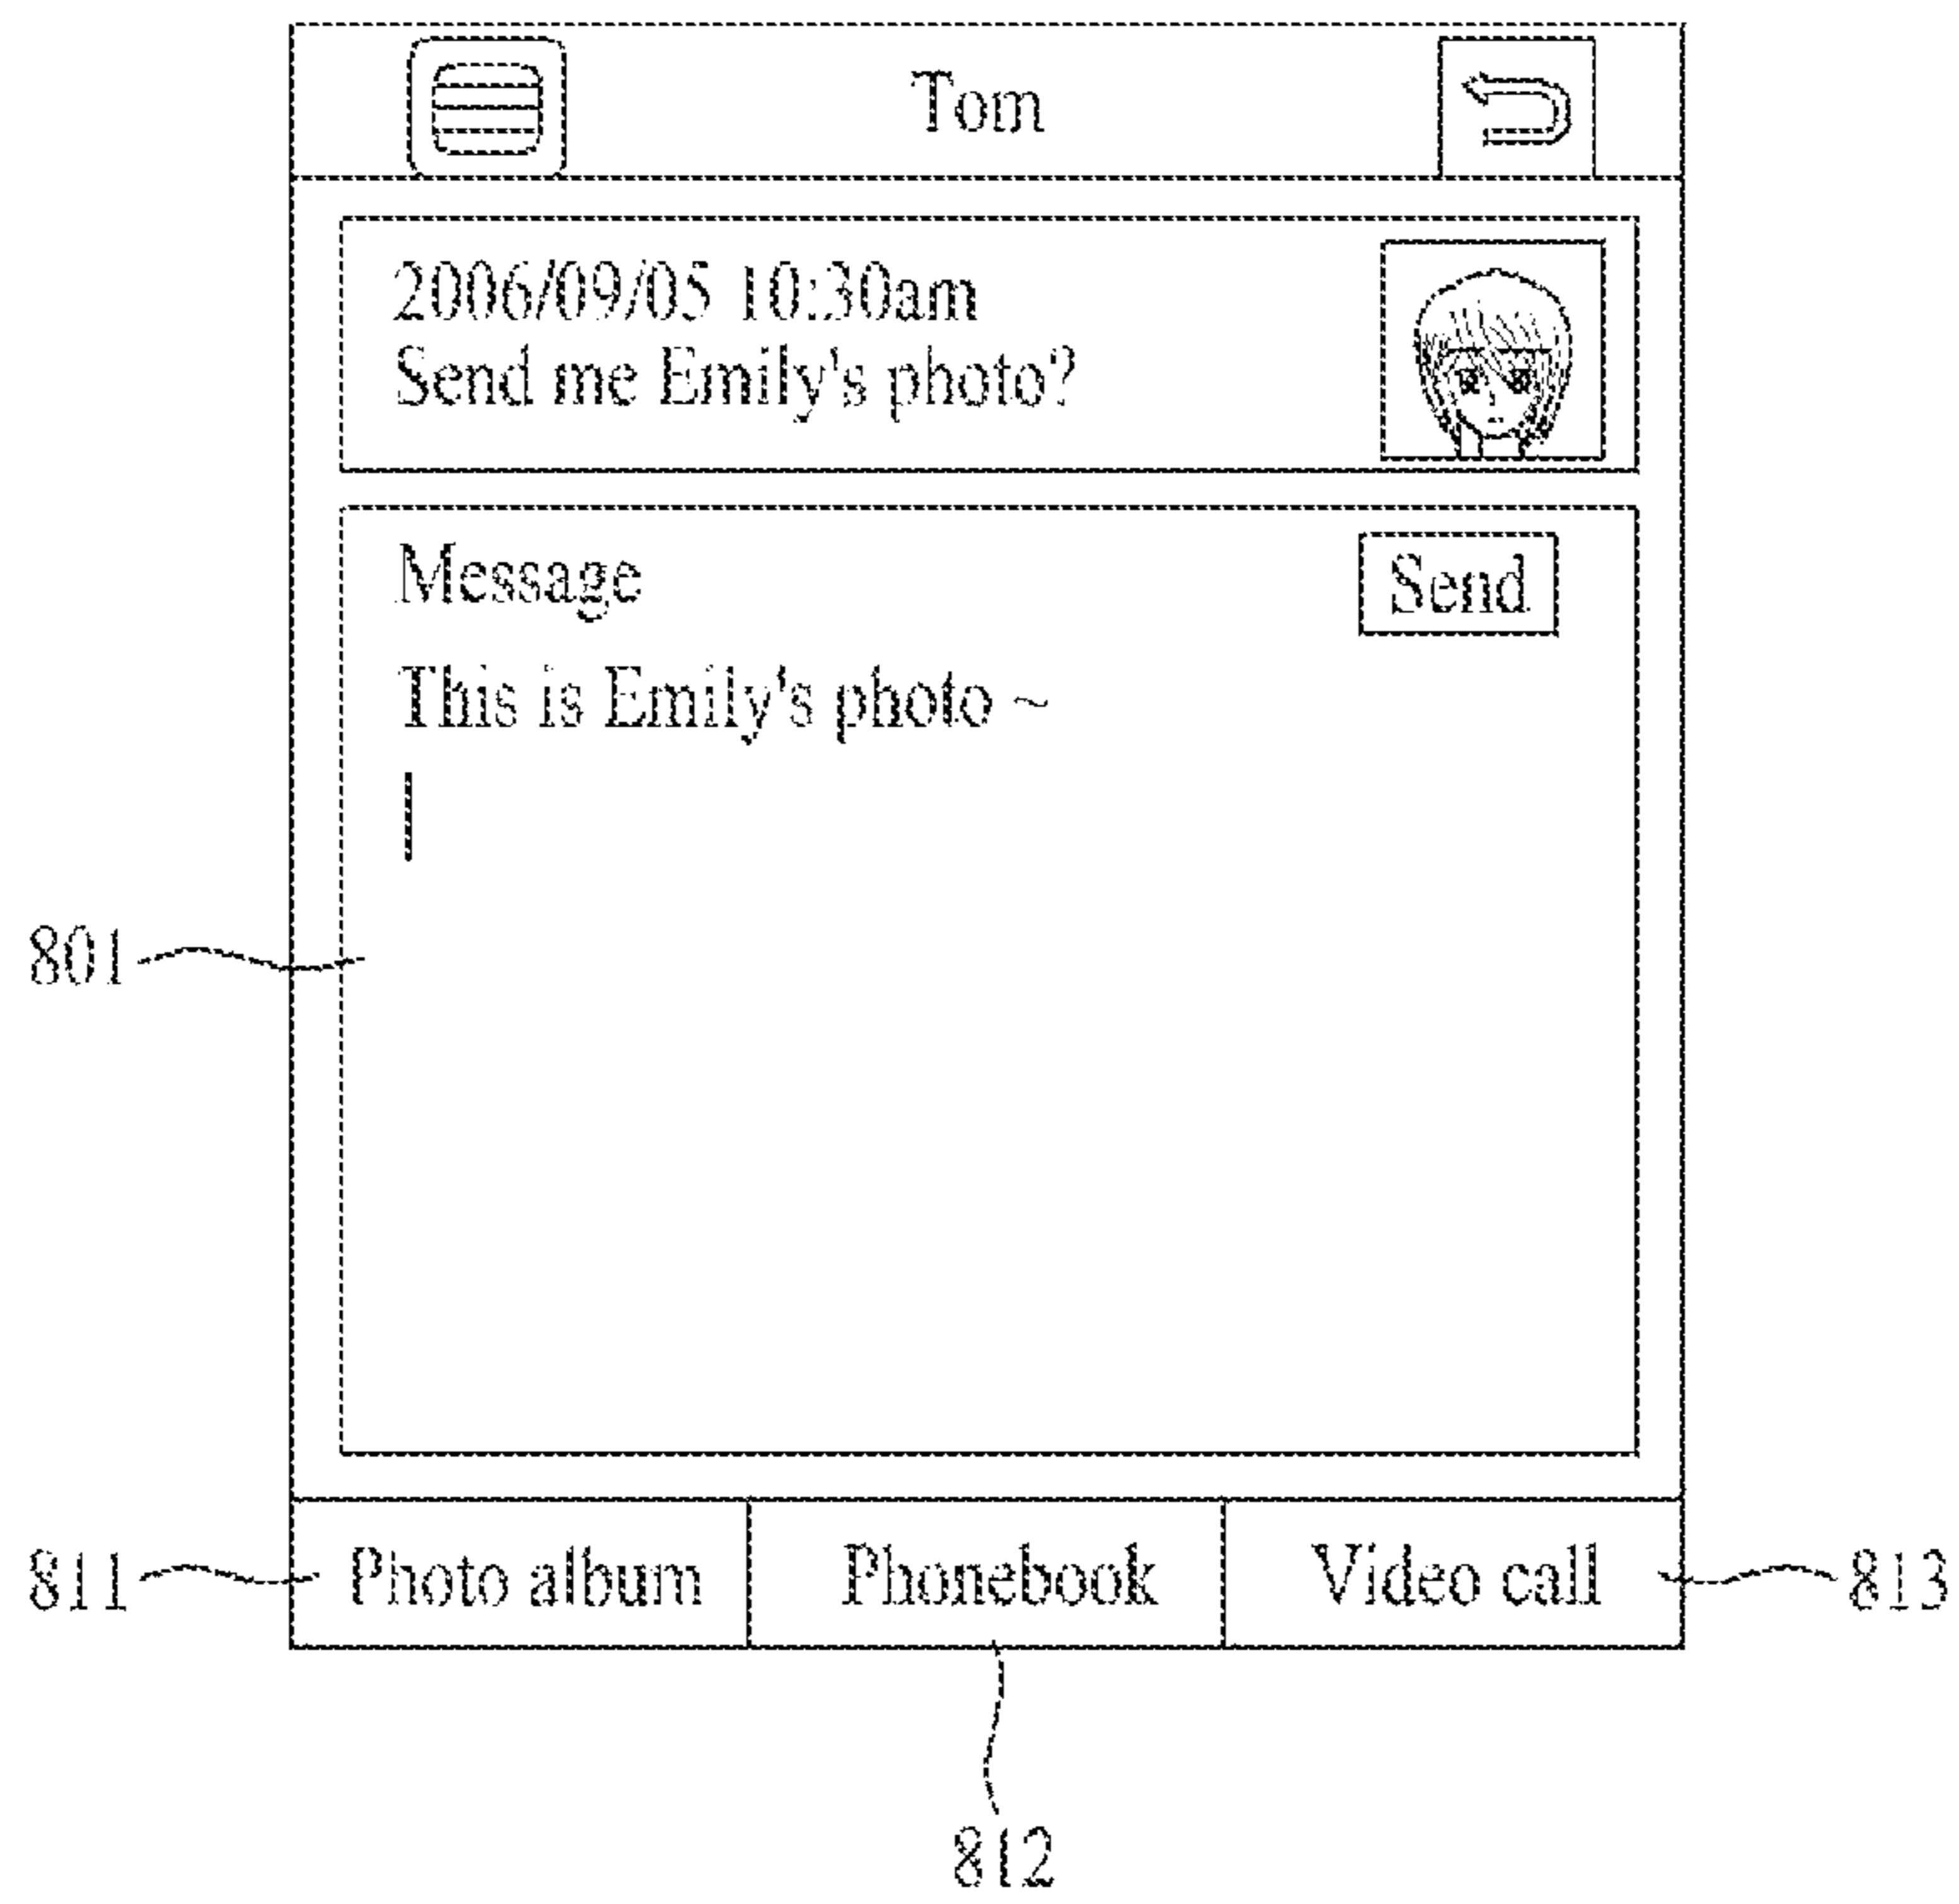 Tom
2006/09/05 10:30am
Send me Emily's photo?
Message
Send
This is Emily's photo ~
801
811
Photo album
Phonebook
Video call
813
812